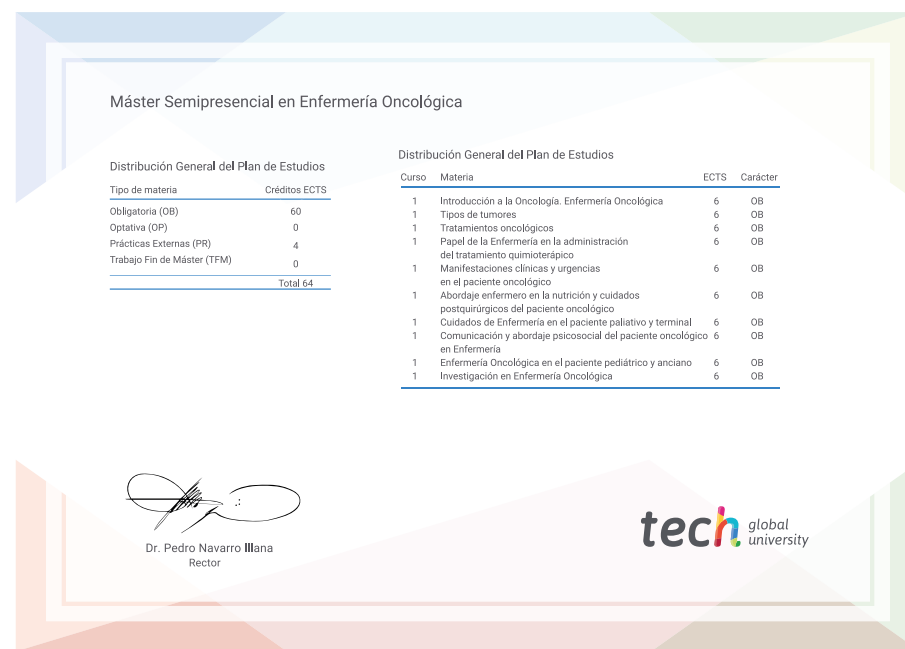 Máster Semipresencial en Enfermería Oncológica
Distribución General del Plan de Estudios
Tipo de materia Créditos ECTS
Obligatoria (OB) 60
Optativa (OP) 0
Prácticas Externas (PR) 4
Trabajo Fin de Máster (TFM) 0
Total 64
Distribución General del Plan de Estudios
Curso Materia ECTS Carácter
1 Introducción a la Oncología. Enfermería Oncológica 6 OB
1 Tipos de tumores 6 OB
1 Tratamientos oncológicos 6 OB
1 Papel de la Enfermería en la administración 6 OB
del tratamiento quimioterápico
1 Manifestaciones clínicas y urgencias 6 OB
en el paciente oncológico
1 Abordaje enfermero en la nutrición y cuidados 6 OB
postquirúrgicos del paciente oncológico
1 Cuidados de Enfermería en el paciente paliativo y terminal 6 OB
1 Comunicación y abordaje psicosocial del paciente oncológico 6 OB
en Enfermería
1 Enfermería Oncológica en el paciente pediátrico y anciano 6 OB
1 Investigación en Enfermería Oncológica 6 OB
Dr. Pedro Navarro Illana
Rector
tech global
university